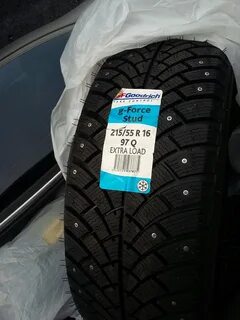 BFGoodrich
g-Force
Stud
215/55 R 16
97 Q
EXTRA LOAD